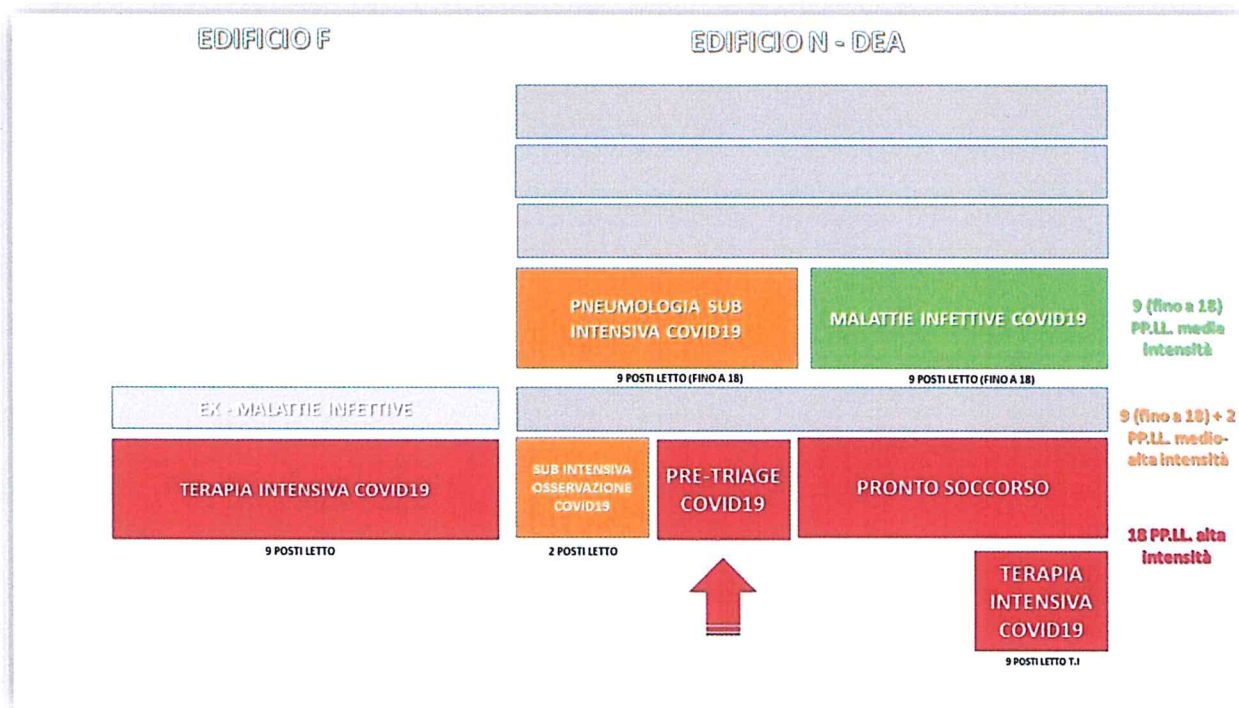 EDIFICIO F
EDIFICIO N - DEA
PNEUMOLOGIA SUB
INTENSIVA COVID19
9 POSTI LETTO (FINO A 18)
MALATTIE INFETTIVE COVID19
9 POSTI LETTO (FINO A 18)
9 (fino a 18)
PP.LL. media
intensità
EX - MALATTIE INFETTIVE
9 (fino a 18) + 2
PP.LL. medio-
alta intensità
TERAPIA INTENSIVA COVID19
9 POSTI LETTO
SUB INTENSIVA
OSSERVAZIONE
COVID19
2 POSTI LETTO
PRE-TRIAGE
COVID19
PRONTO SOCCORSO
18 PP.LL. alta
intensità
TERAPIA
INTENSIVA
COVID19
9 POSTI LETTO T.I